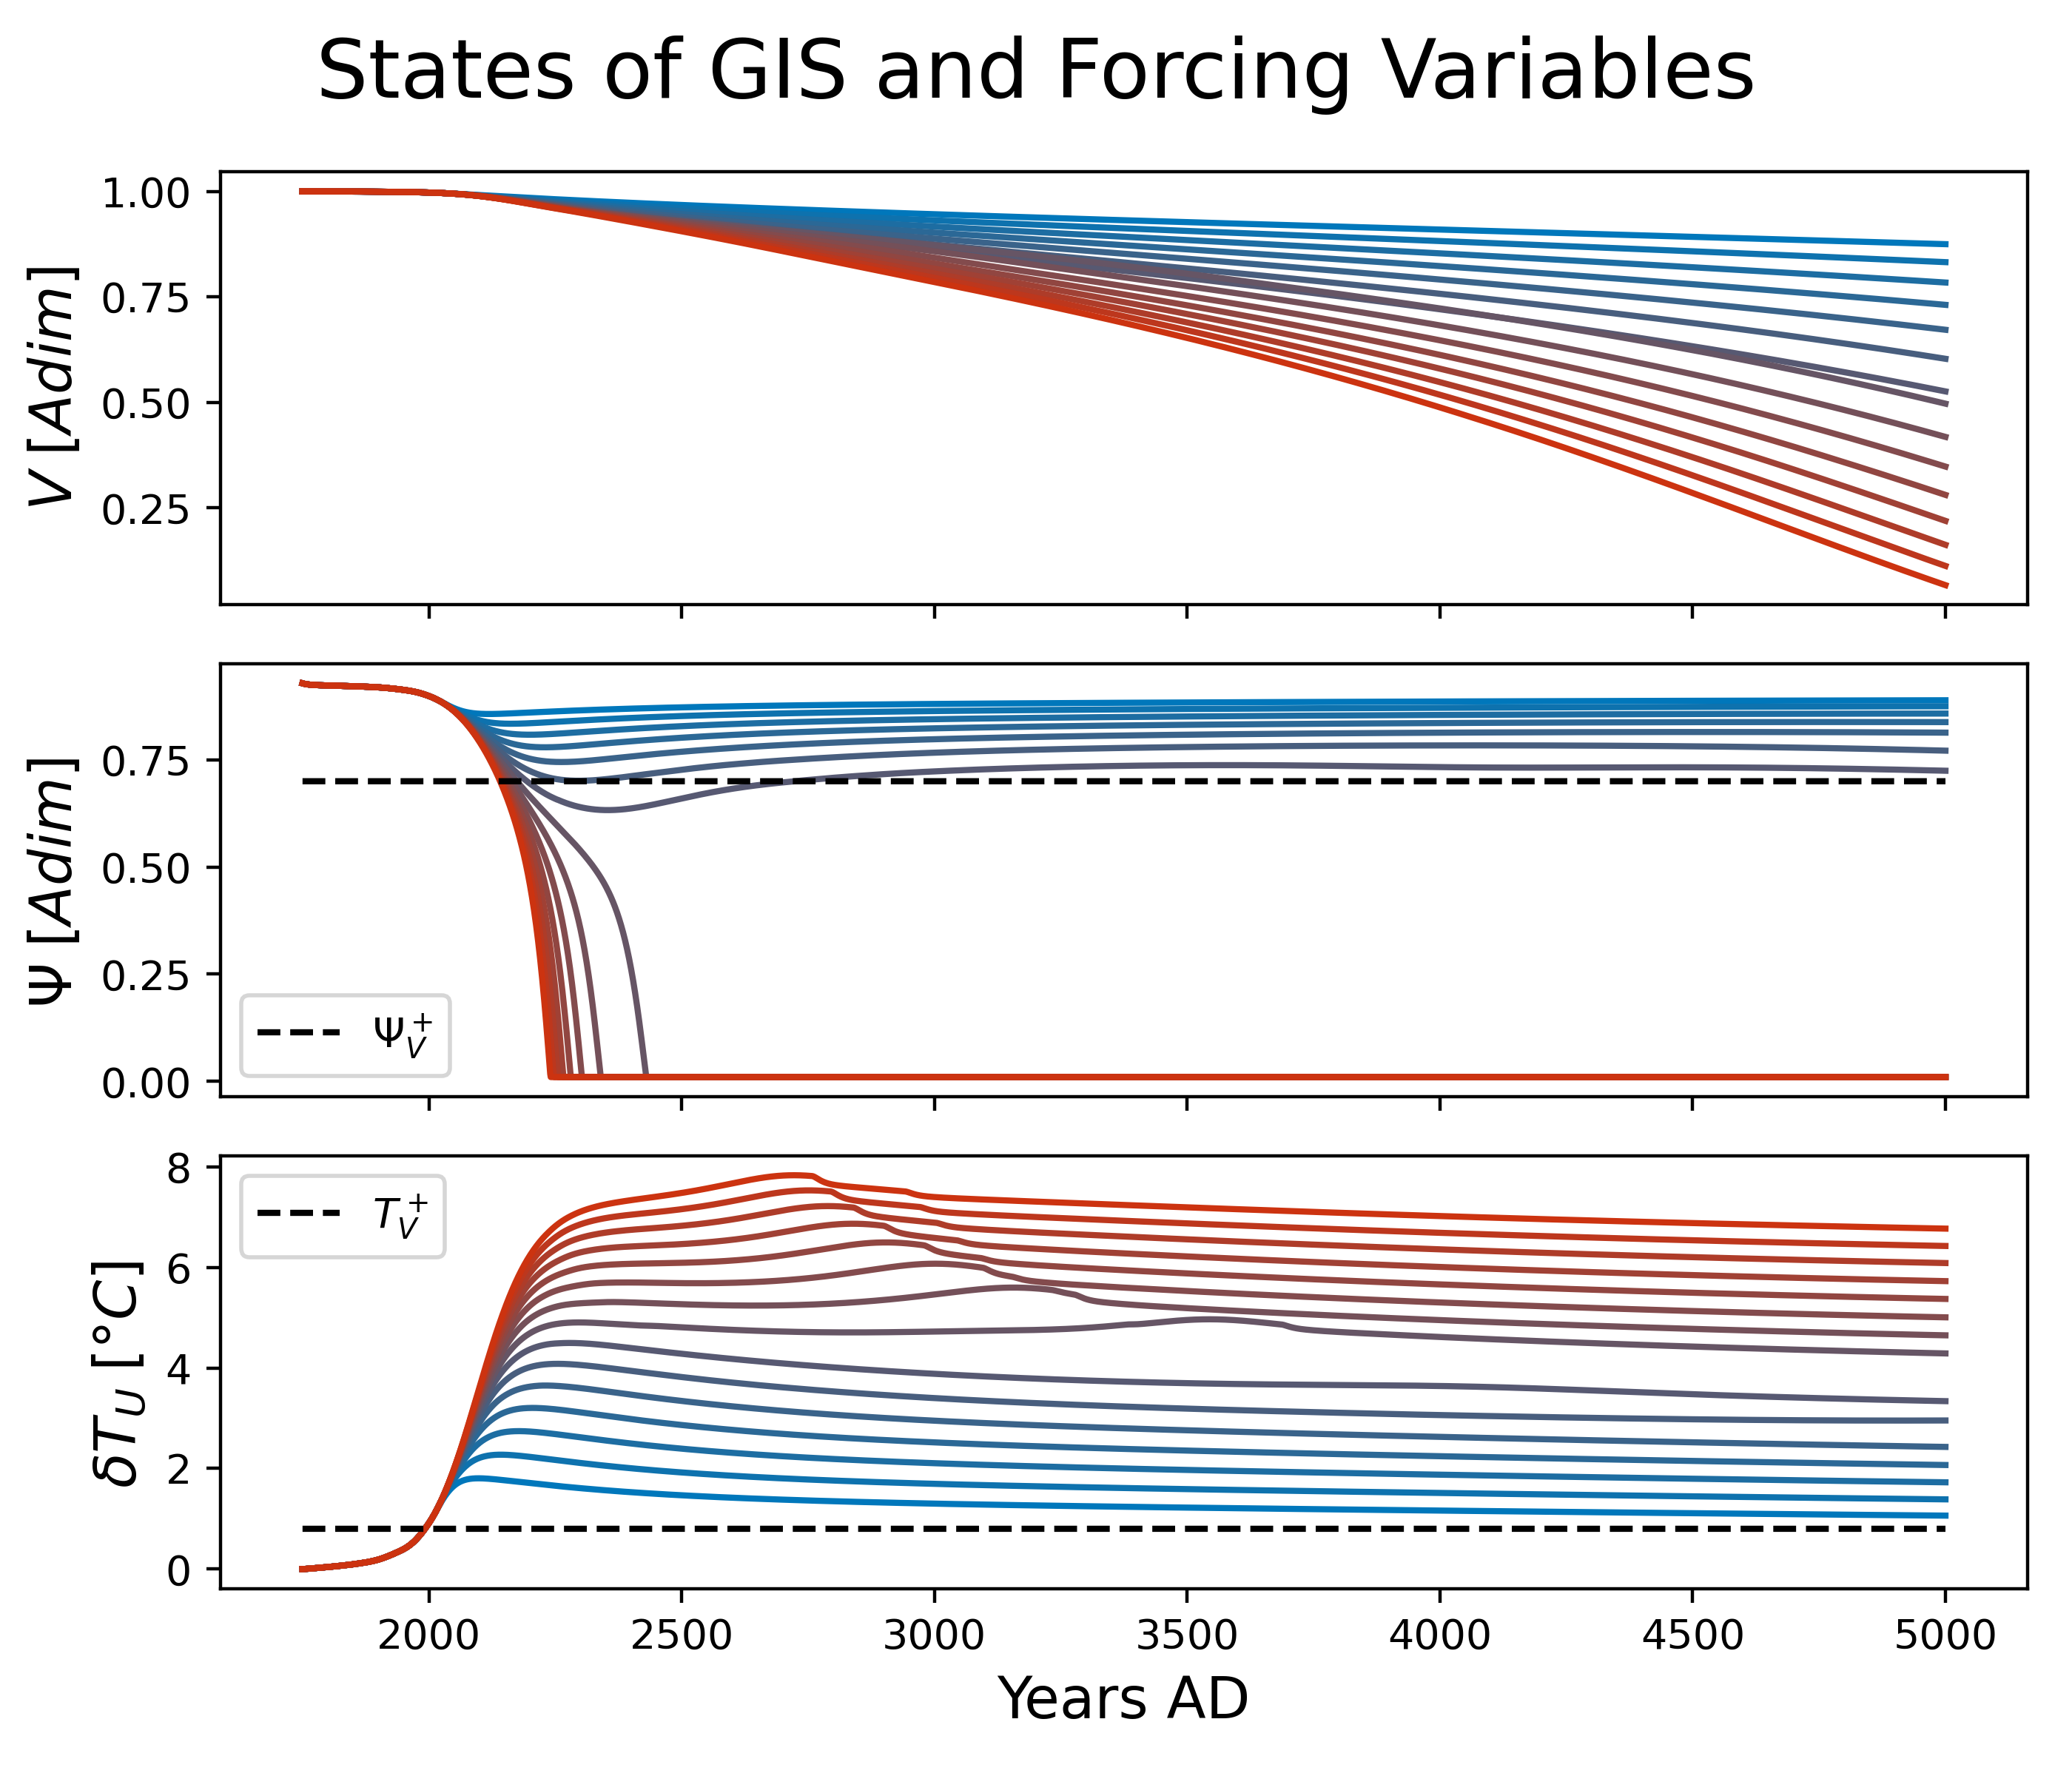 States of GIS and Forcing Variables
V [Adim]
1.00
0.75
0.50
0.25
Ψ [Adim]
0.75
0.50
0.25
0.00
Ψ_V^+
δT_U [°C]
8
6
4
2
0
T_V^+
2000 2500 3000 3500 4000 4500 5000
Years AD